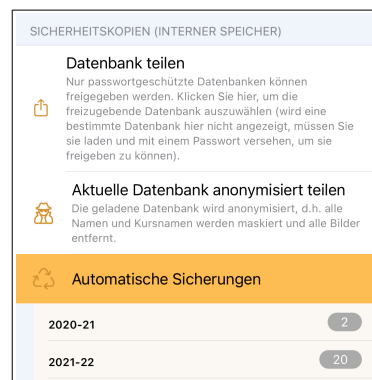 SICHERHEITSKOPIEN (INTERNER SPEICHER)
Datenbank teilen
Nur passwortgeschützte Datenbanken können
freigegeben werden. Klicken Sie hier, um die
freizugebende Datenbank auszuwählen (wird eine
bestimmte Datenbank hier nicht angezeigt, müssen Sie
sie laden und mit einem Passwort versehen, um sie
freigeben zu können).
Aktuelle Datenbank anonymisiert teilen
Die geladene Datenbank wird anonymisiert, d.h. alle
Namen und Kursnamen werden maskiert und alle Bilder
entfernt.
Automatische Sicherungen
2020-21 2
2021-22 20